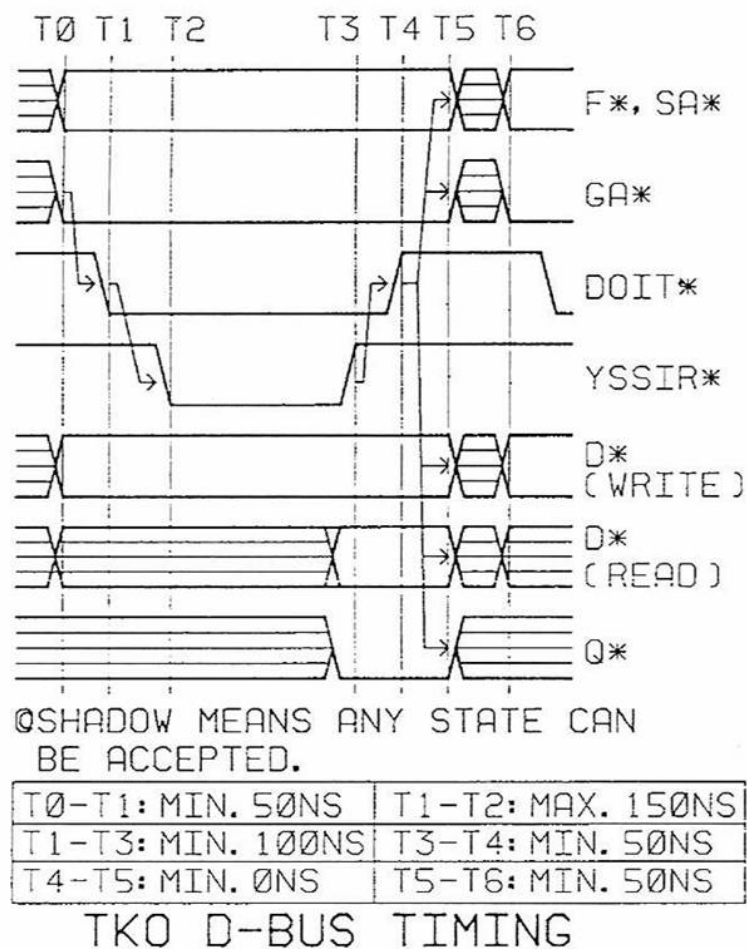 TØ T1 T2 T3 T4 T5 T6
F*, SA*
GA*
DOIT*
YSSIR*
D*
(WRITE)
D*
(READ)
Q*
@SHADOW MEANS ANY STATE CAN
BE ACCEPTED.
TØ-T1: MIN. 5ØNS T1-T2: MAX. 15ØNS
T1-T3: MIN. 1ØØNS T3-T4: MIN. 5ØNS
T4-T5: MIN. ØNS T5-T6: MIN. 5ØNS
TKO D-BUS TIMING